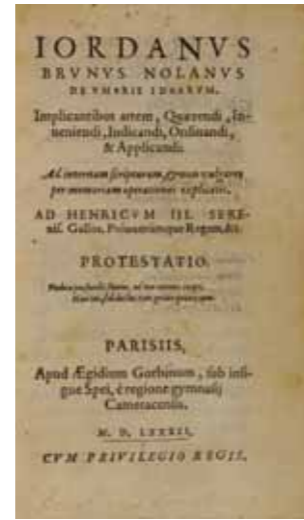 IORDANVS
BRVNVS NOLANVS
DE VMBRIS IDEARVM.
Implicantibus artem, Quærendi, In-
ueniendi, Iudicandi, Ordinandi,
& Applicandi.
Ad internam scripturam, & non vulgares
per memoriam operationes explicatis.
AD HENRICVM III. SERE-
nis. Gallor. Polonorumque Regem, &c.
PROTESTATIO.
PARISIIS,
Apud Ægidium Gorbinum, sub insi-
gne Spei, è regione gymnasij
Cameracensis.
M. D. LXXXII.
CVM PRIVILEGIO REGIS.